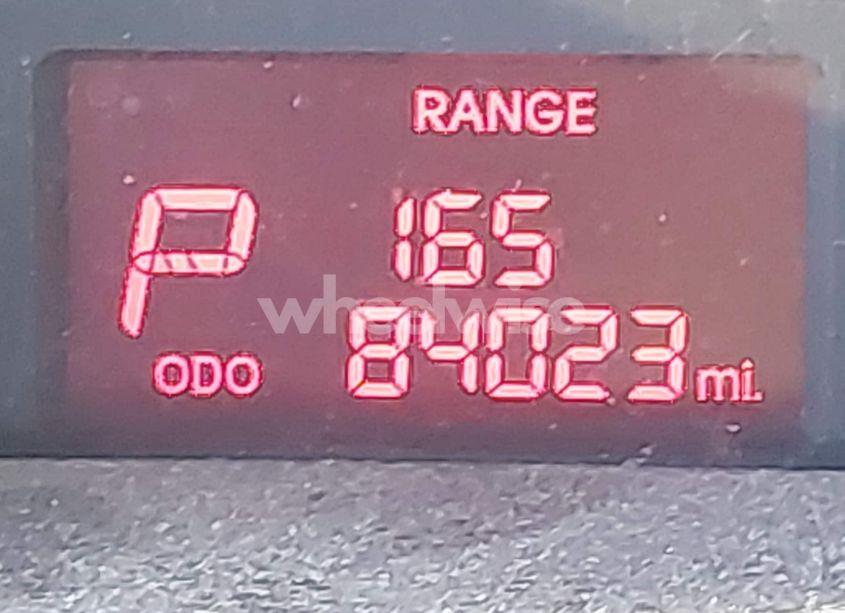 RANGE
P 165
wheelwise
ODO 84023 mi.